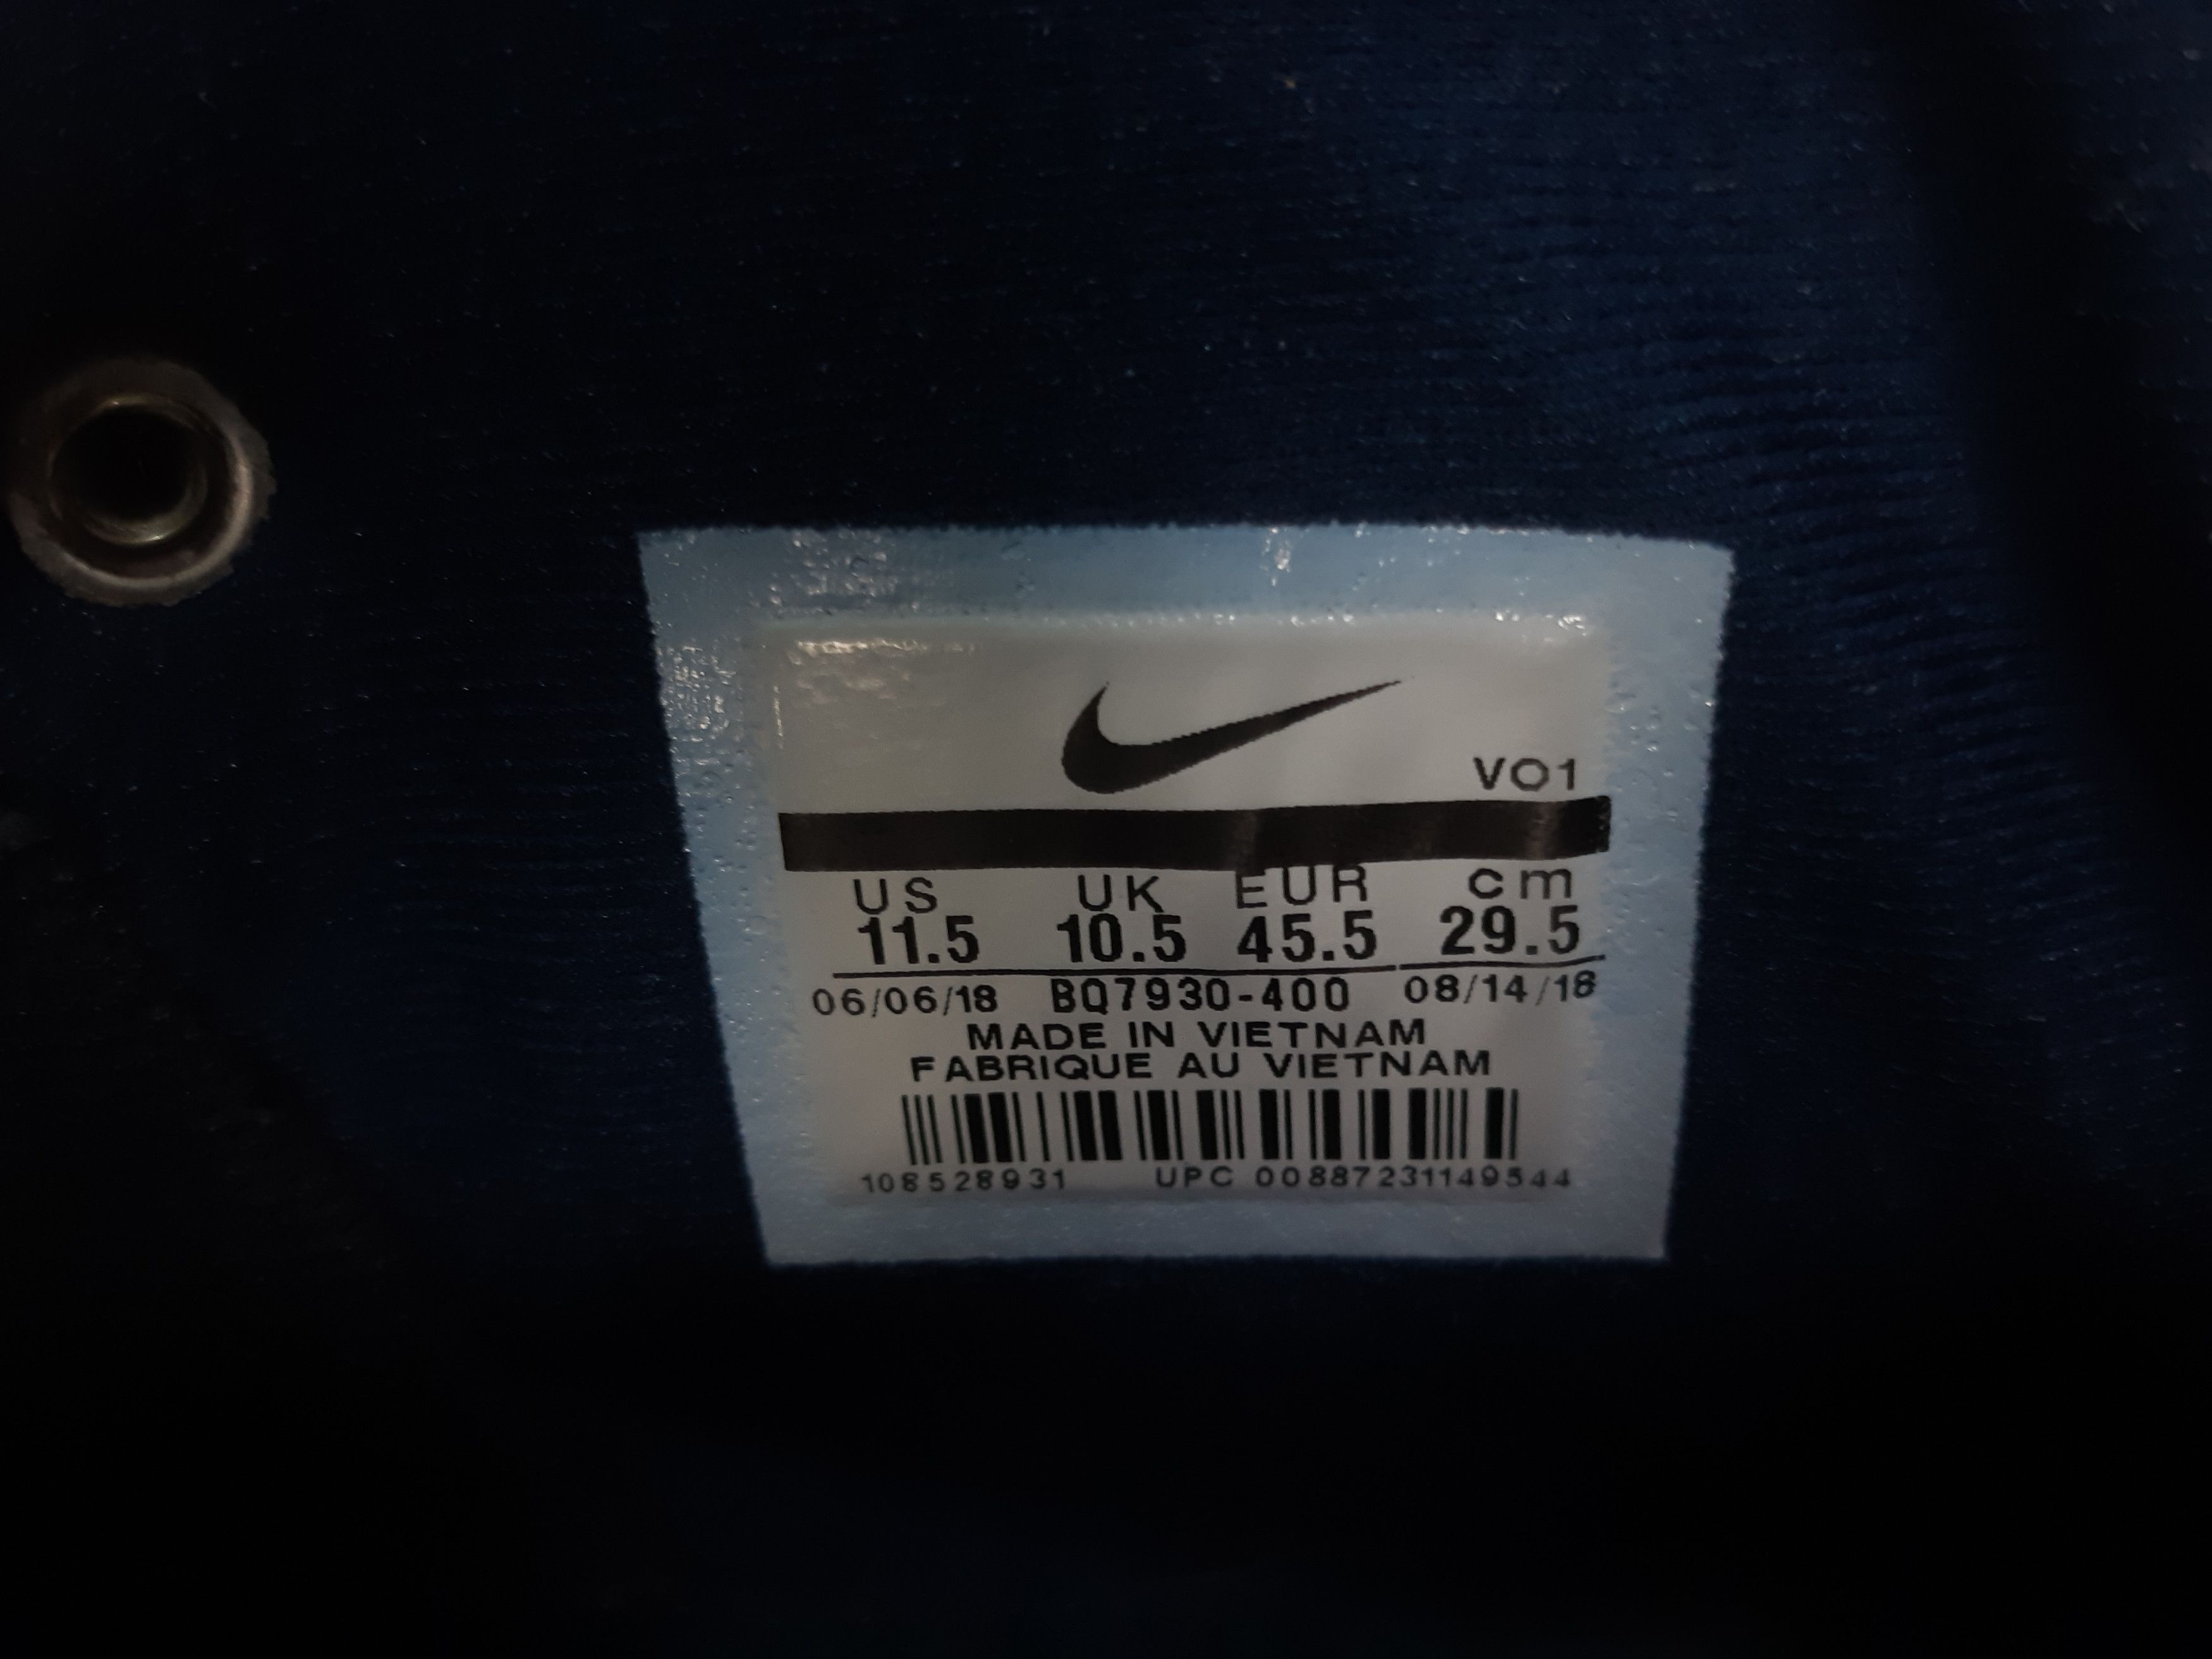 VO1
US UK EUR cm
11.5 10.5 45.5 29.5
06/06/18 BQ7930-400 08/14/18
MADE IN VIETNAM
FABRIQUE AU VIETNAM
108528931 UPC 00887231149544